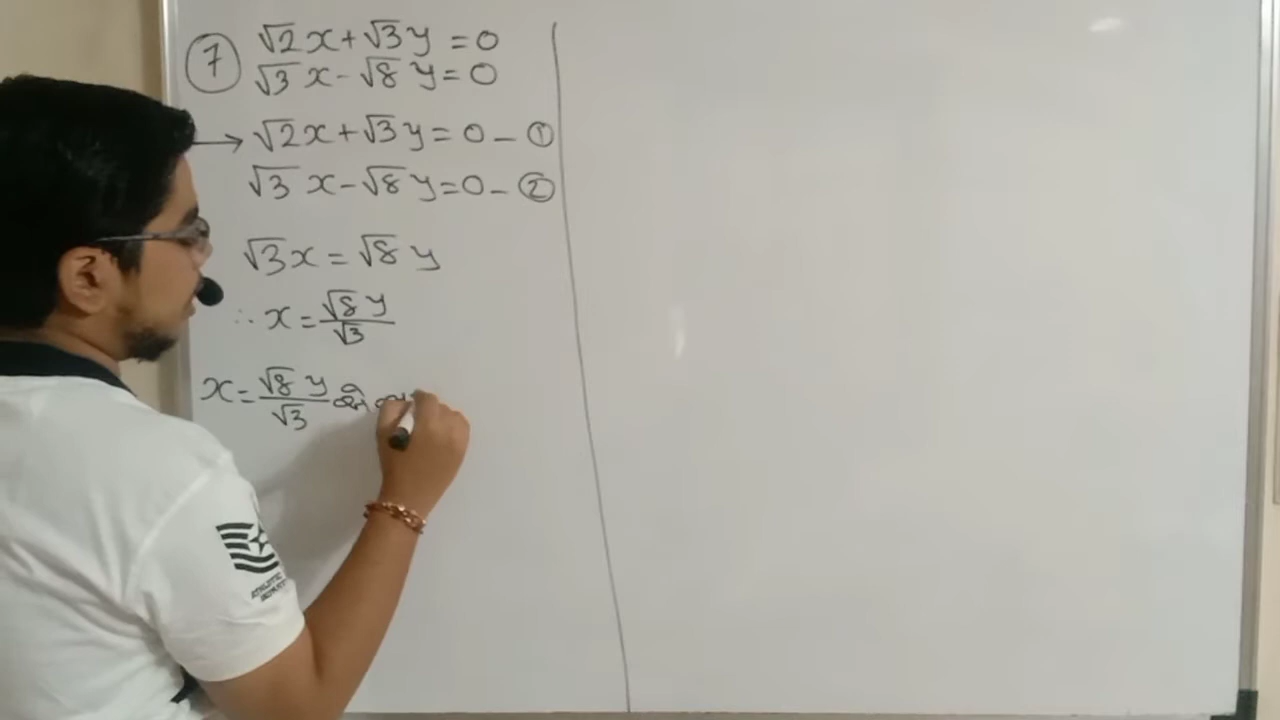 7
√2x+√3y=0
√3x-√8y=0
→ √2x+√3y=0-①
√3x-√8y=0-②
√3x=√8y
∴x=√8y/√3
x=√8y/√3 की